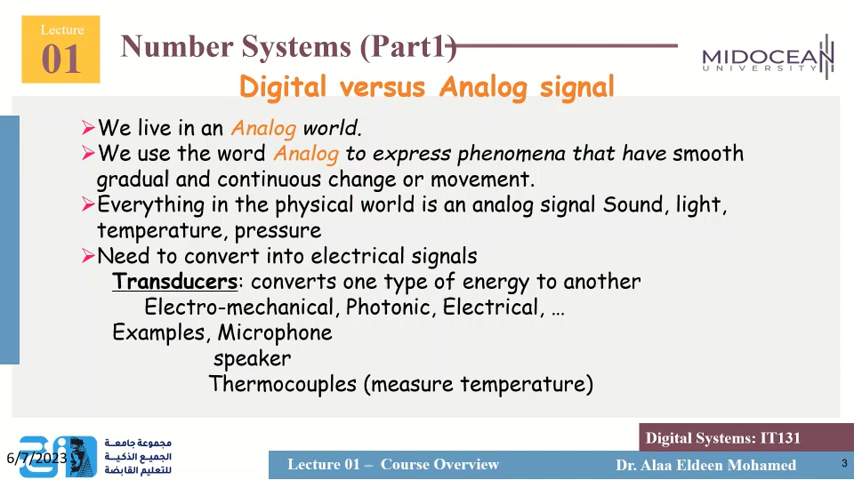 Lecture
01
Number Systems (Part1)
MIDOCEAN
UNIVERSITY
Digital versus Analog signal
➢We live in an Analog world.
➢We use the word Analog to express phenomena that have smooth
gradual and continuous change or movement.
➢Everything in the physical world is an analog signal Sound, light,
temperature, pressure
➢Need to convert into electrical signals
Transducers: converts one type of energy to another
Electro-mechanical, Photonic, Electrical, …
Examples, Microphone
speaker
Thermocouples (measure temperature)
Digital Systems: IT131
مجموعة جامعة
الجميع الذكية
للتعليم القابضة
6/7/2023
Lecture 01 – Course Overview
Dr. Alaa Eldeen Mohamed
3